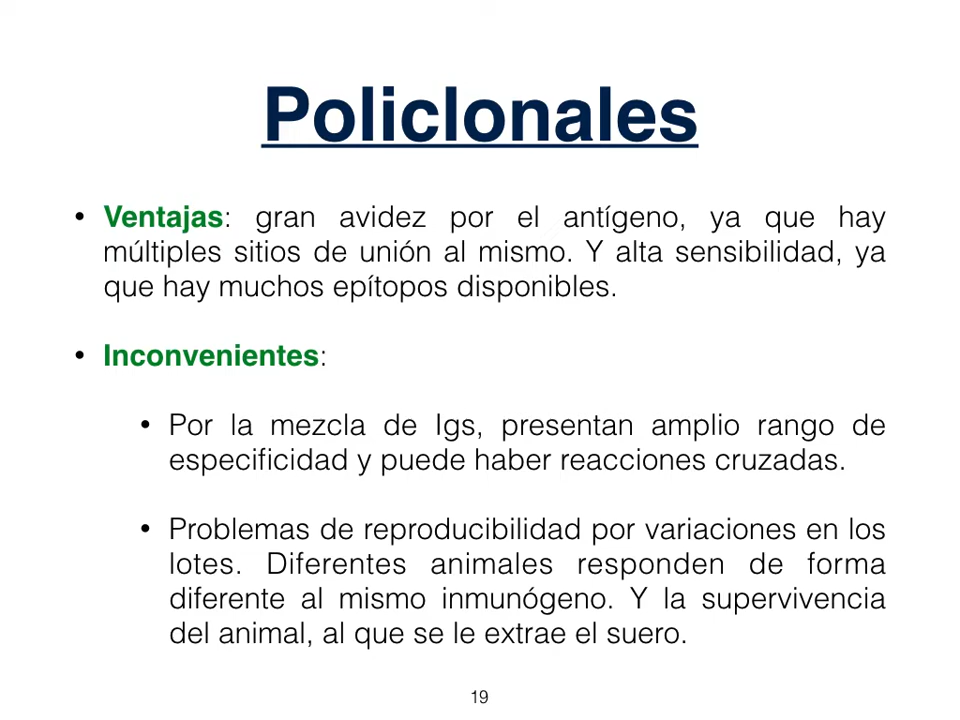 Policlonales
• Ventajas: gran avidez por el antígeno, ya que hay
múltiples sitios de unión al mismo. Y alta sensibilidad, ya
que hay muchos epítopos disponibles.
• Inconvenientes:
• Por la mezcla de Igs, presentan amplio rango de
especificidad y puede haber reacciones cruzadas.
• Problemas de reproducibilidad por variaciones en los
lotes. Diferentes animales responden de forma
diferente al mismo inmunógeno. Y la supervivencia
del animal, al que se le extrae el suero.
19